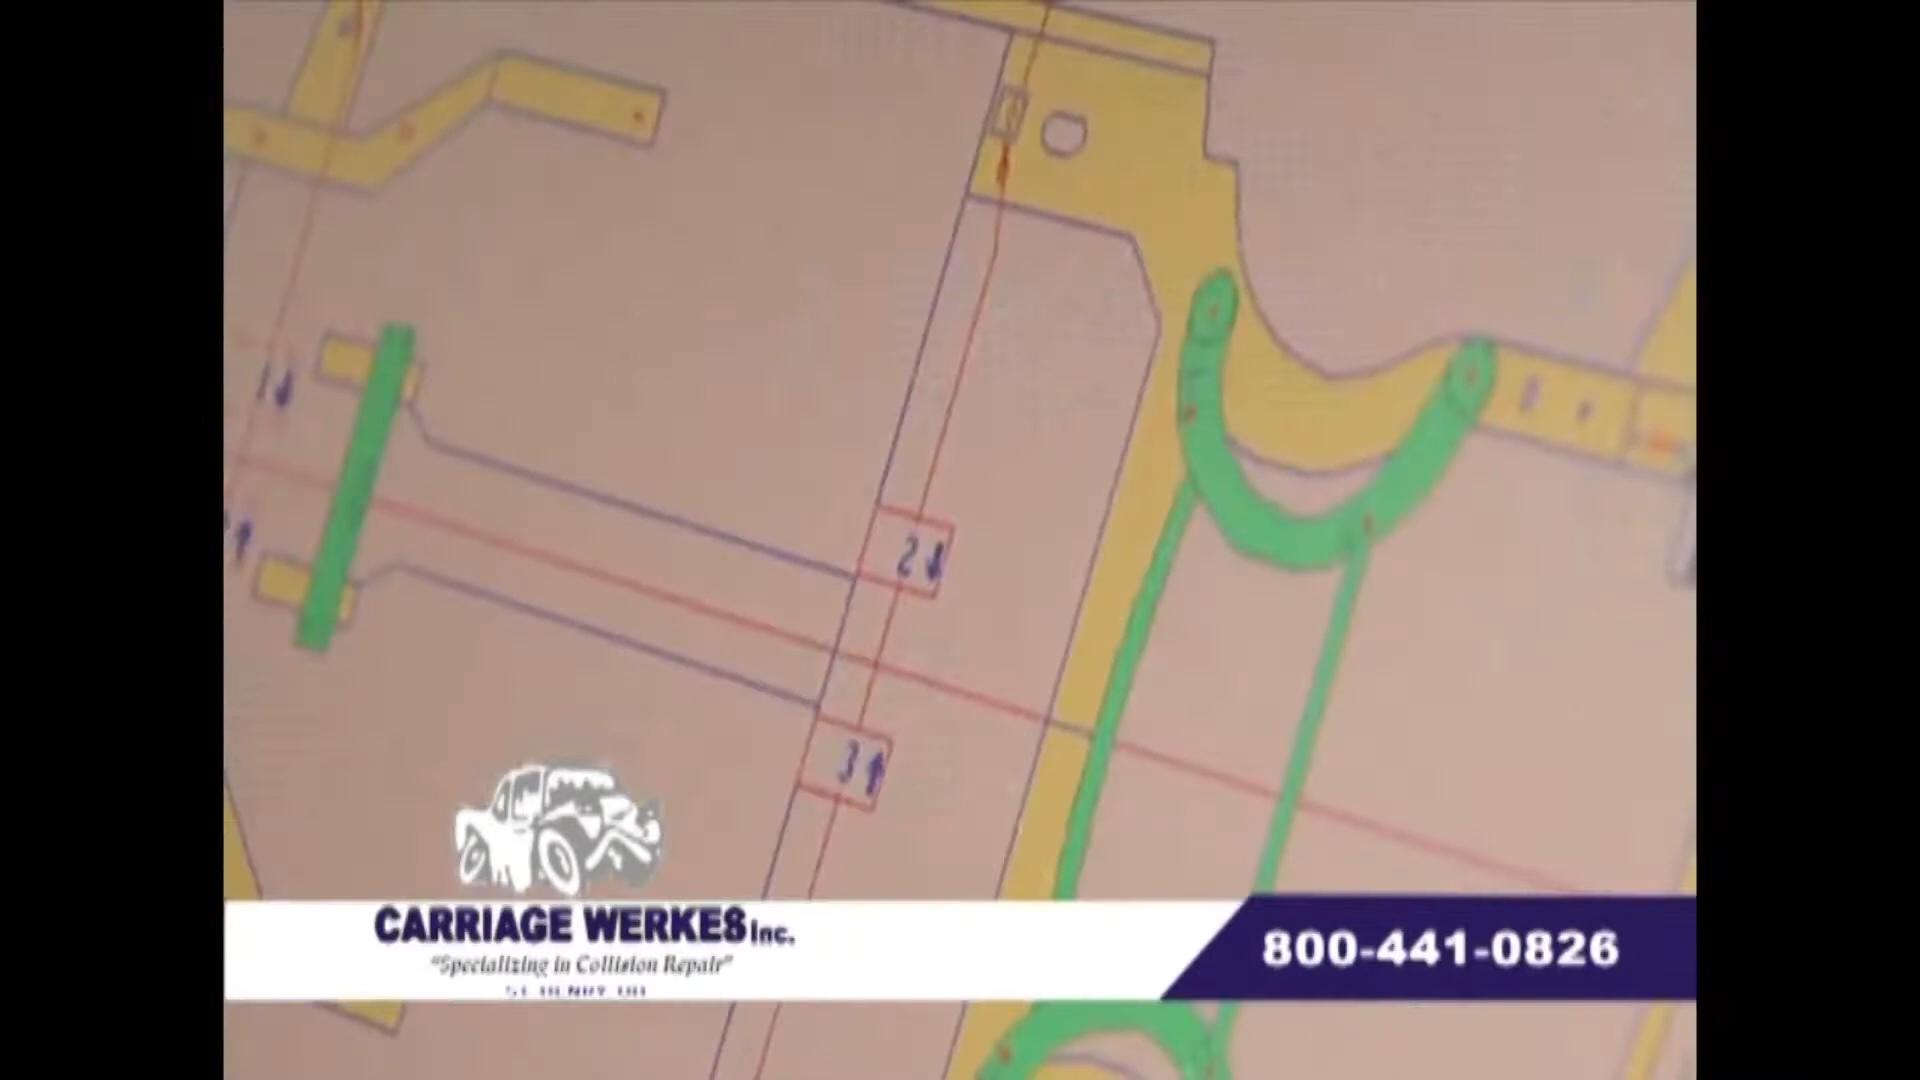 1↓
↑
2↓
3↑
CARRIAGE WERKES Inc.
"Specializing in Collision Repair"
800-441-0826